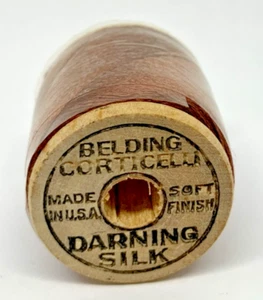 BELDING
CORTICELLI
MADE
IN U.S.A.
SOFT
FINISH
DARNING
SILK